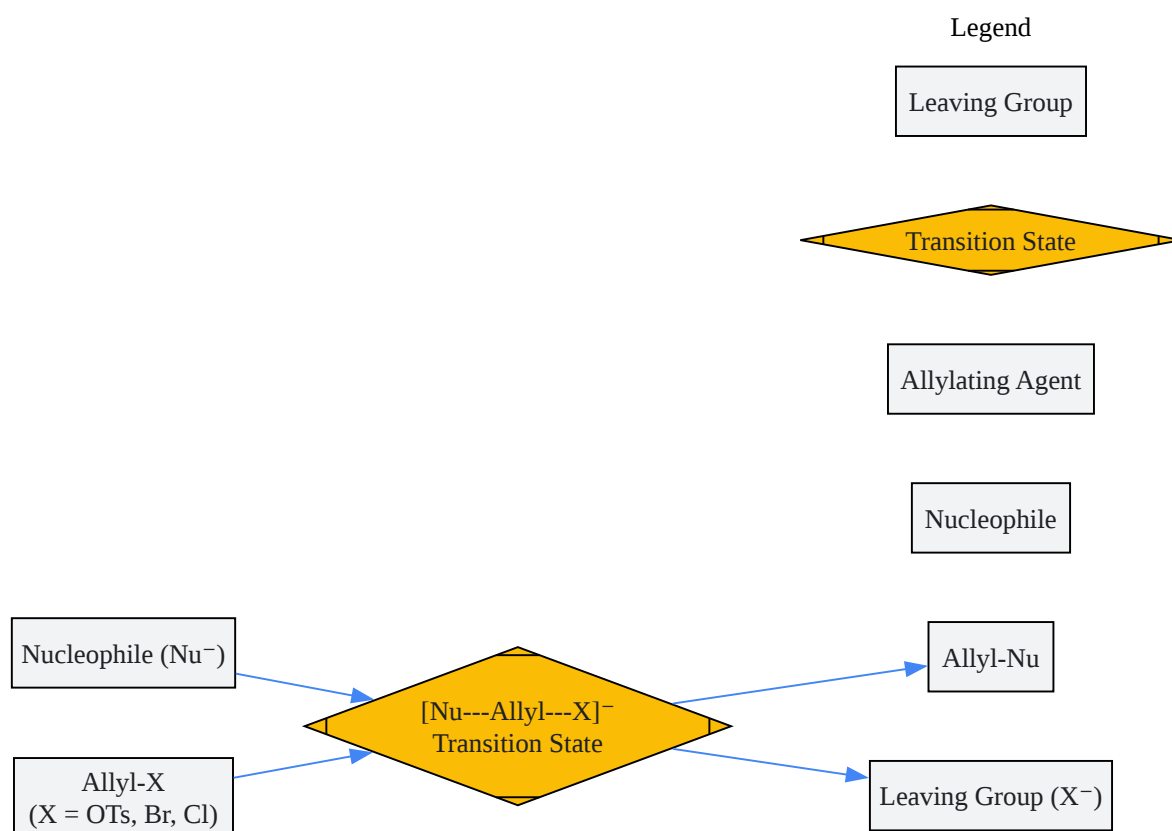 Legend
Leaving Group
Transition State
Allylating Agent
Nucleophile
Nucleophile (Nu⁻)
Allyl-X
(X = OTs, Br, Cl)
[Nu---Allyl---X]⁻
Transition State
Allyl-Nu
Leaving Group (X⁻)